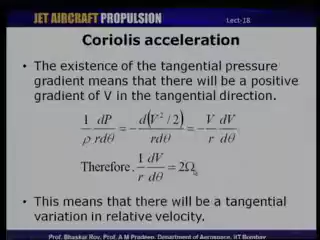 JET AIRCRAFT PROPULSION Lect-18
Coriolis acceleration
• The existence of the tangential pressure
gradient means that there will be a positive
gradient of V in the tangential direction.
1/ρ dP/rdθ = - d(V²/2)/rdθ = - V/r dV/dθ
Therefore, 1/r dV/dθ = 2Ω
• This means that there will be a tangential
variation in relative velocity.
Prof. Bhaskar Roy, Prof. A M Pradeep, Department of Aerospace, IIT Bombay